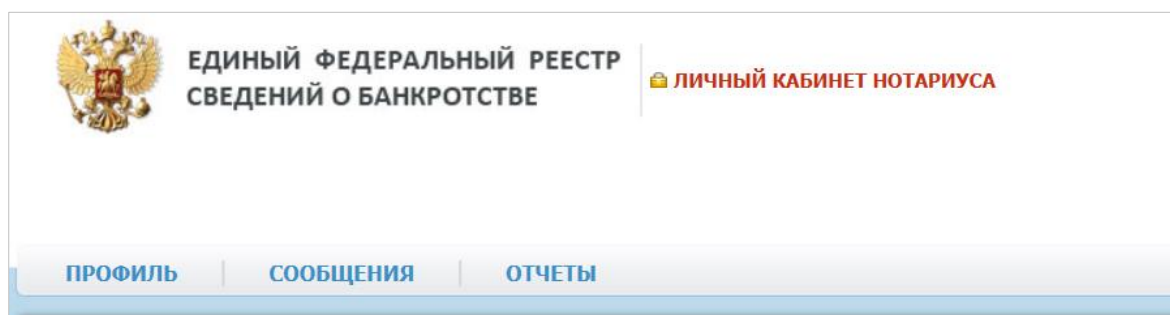 ЕДИНЫЙ ФЕДЕРАЛЬНЫЙ РЕЕСТР
СВЕДЕНИЙ О БАНКРОТСТВЕ
ЛИЧНЫЙ КАБИНЕТ НОТАРИУСА
ПРОФИЛЬ СООБЩЕНИЯ ОТЧЕТЫ